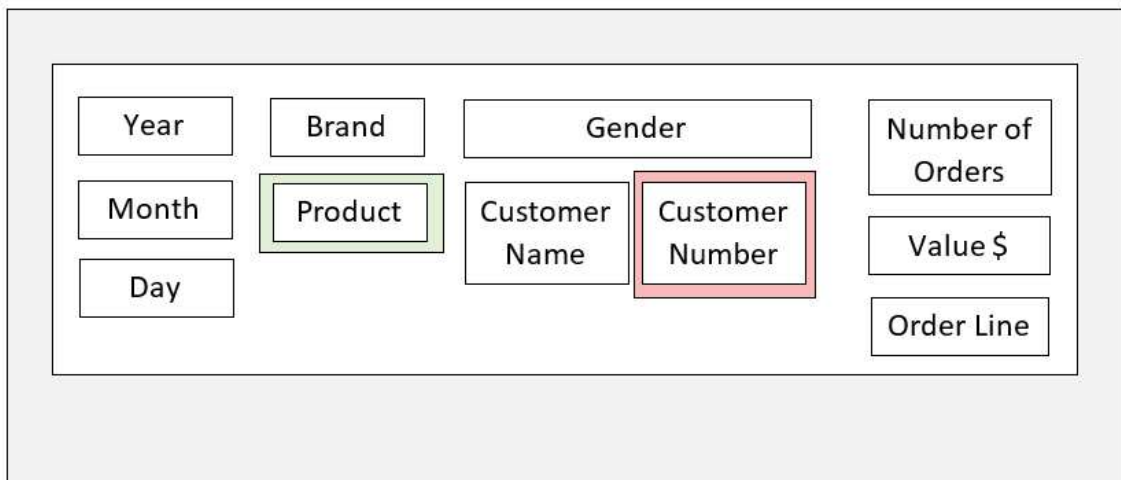 Year
Month
Day
Brand
Product
Gender
Customer
Name
Customer
Number
Number of
Orders
Value $
Order Line